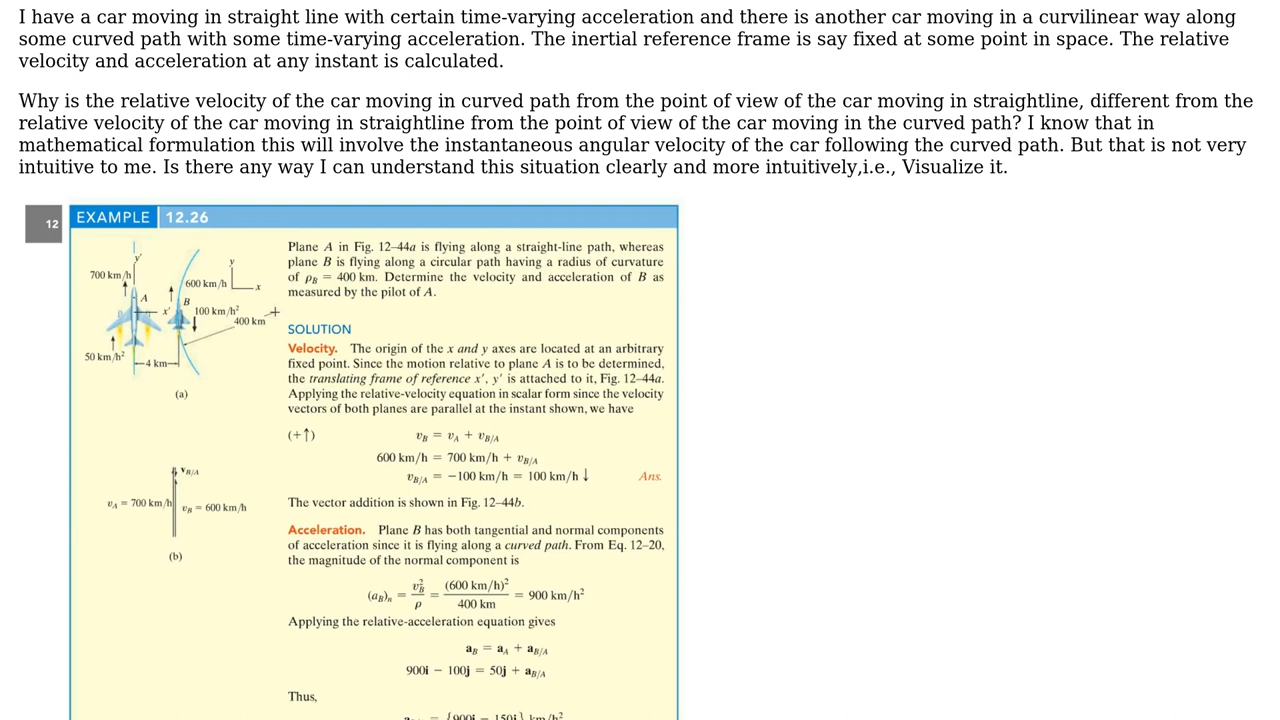 I have a car moving in straight line with certain time-varying acceleration and there is another car moving in a curvilinear way along
some curved path with some time-varying acceleration. The inertial reference frame is say fixed at some point in space. The relative
velocity and acceleration at any instant is calculated.
Why is the relative velocity of the car moving in curved path from the point of view of the car moving in straightline, different from the
relative velocity of the car moving in straightline from the point of view of the car moving in the curved path? I know that in
mathematical formulation this will involve the instantaneous angular velocity of the car following the curved path. But that is not very
intuitive to me. Is there any way I can understand this situation clearly and more intuitively,i.e., Visualize it.
12
EXAMPLE 12.26
Plane A in Fig. 12–44a is flying along a straight-line path, whereas
plane B is flying along a circular path having a radius of curvature
of ρB = 400 km. Determine the velocity and acceleration of B as
measured by the pilot of A.
y'
y
700 km/h
600 km/h
x
A
B
x'
100 km/h²
400 km
50 km/h²
4 km
(a)
SOLUTION
Velocity. The origin of the x and y axes are located at an arbitrary
fixed point. Since the motion relative to plane A is to be determined,
the translating frame of reference x', y' is attached to it, Fig. 12–44a.
Applying the relative-velocity equation in scalar form since the velocity
vectors of both planes are parallel at the instant shown, we have
(+↑) vB = vA + vB/A
600 km/h = 700 km/h + vB/A
vB/A = −100 km/h = 100 km/h ↓ Ans.
vB/A
vA = 700 km/h
vB = 600 km/h
(b)
The vector addition is shown in Fig. 12–44b.
Acceleration. Plane B has both tangential and normal components
of acceleration since it is flying along a curved path. From Eq. 12–20,
the magnitude of the normal component is
(aB)n = vB²/ρ = (600 km/h)²/400 km = 900 km/h²
Applying the relative-acceleration equation gives
aB = aA + aB/A
900i − 100j = 50j + aB/A
Thus,